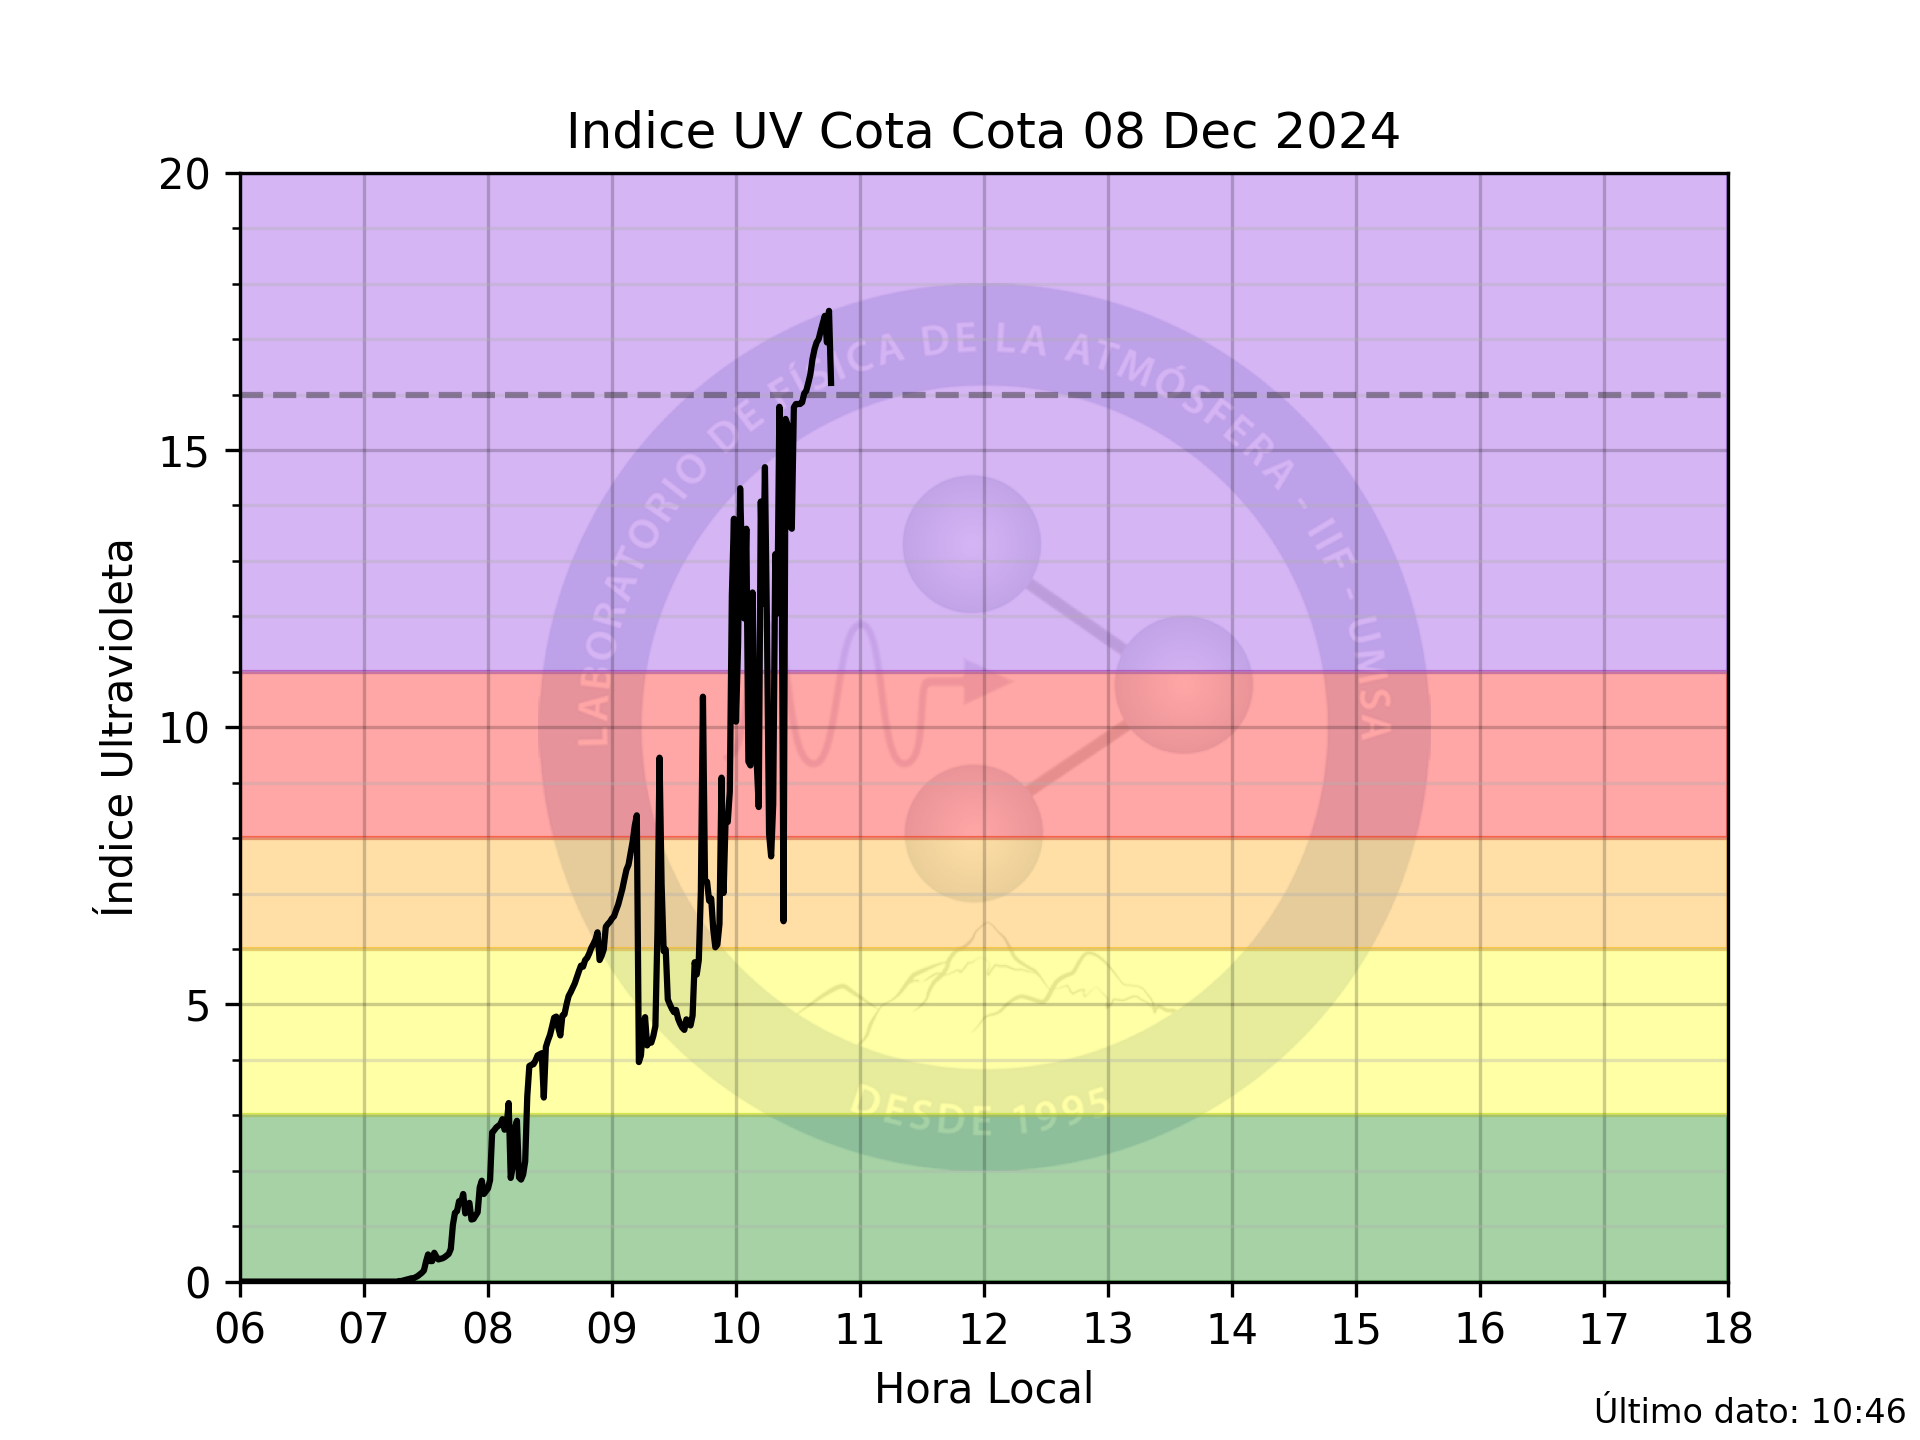 Indice UV Cota Cota 08 Dec 2024
20
15
10
5
0
Índice Ultravioleta
LABORATORIO DE FÍSICA DE LA ATMÓSFERA - IIF - UMSA
DESDE 1995
06 07 08 09 10 11 12 13 14 15 16 17 18
Hora Local
Último dato: 10:46